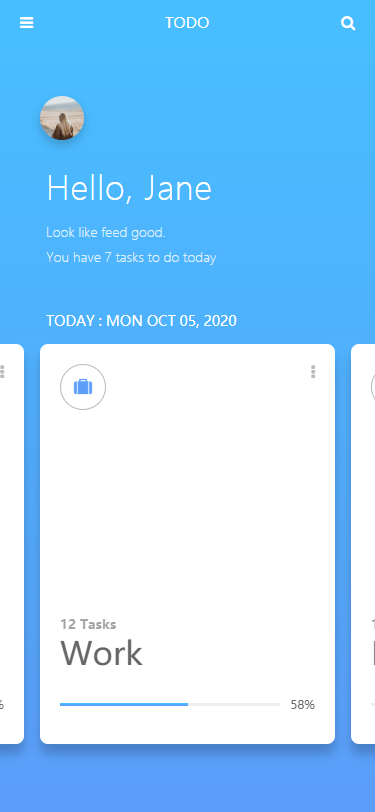 TODO
Hello, Jane
Look like feed good.
You have 7 tasks to do today
TODAY : MON OCT 05, 2020
12 Tasks
Work
58%
%